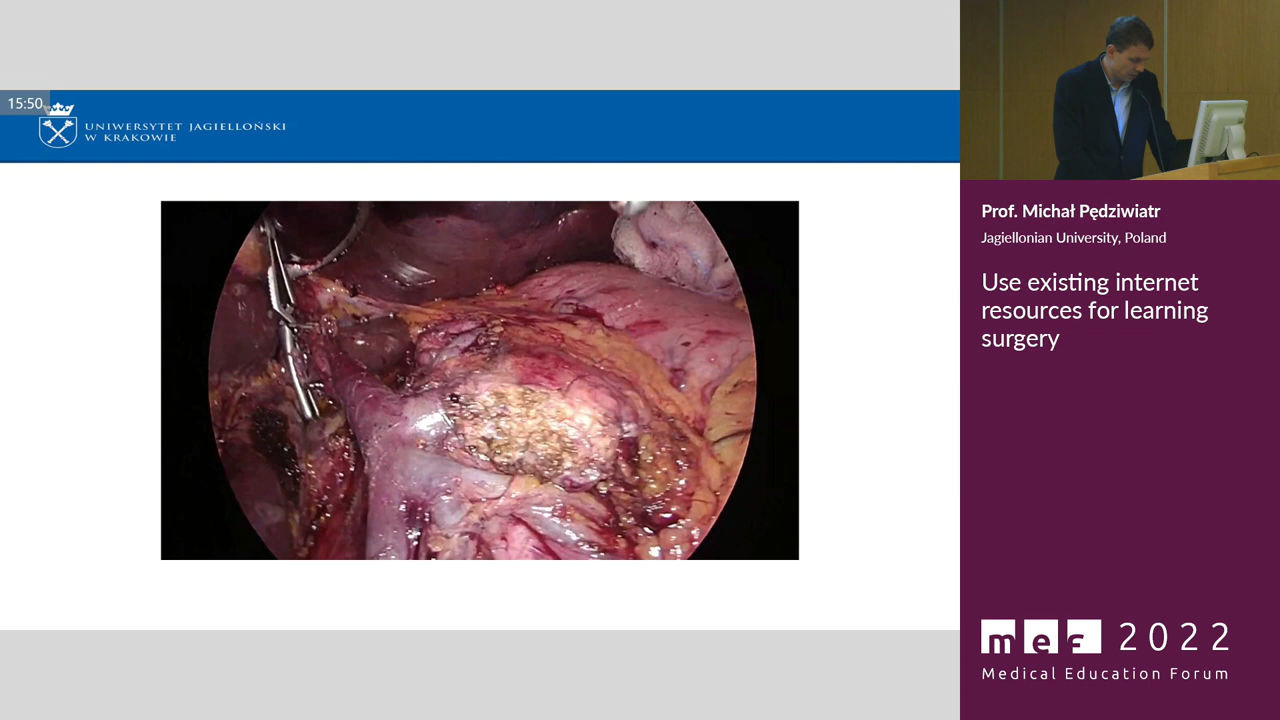 15:50
UNIWERSYTET JAGIELLOŃSKI
W KRAKOWIE
Prof. Michał Pędziwiatr
Jagiellonian University, Poland
Use existing internet
resources for learning
surgery
mef 2022
Medical Education Forum